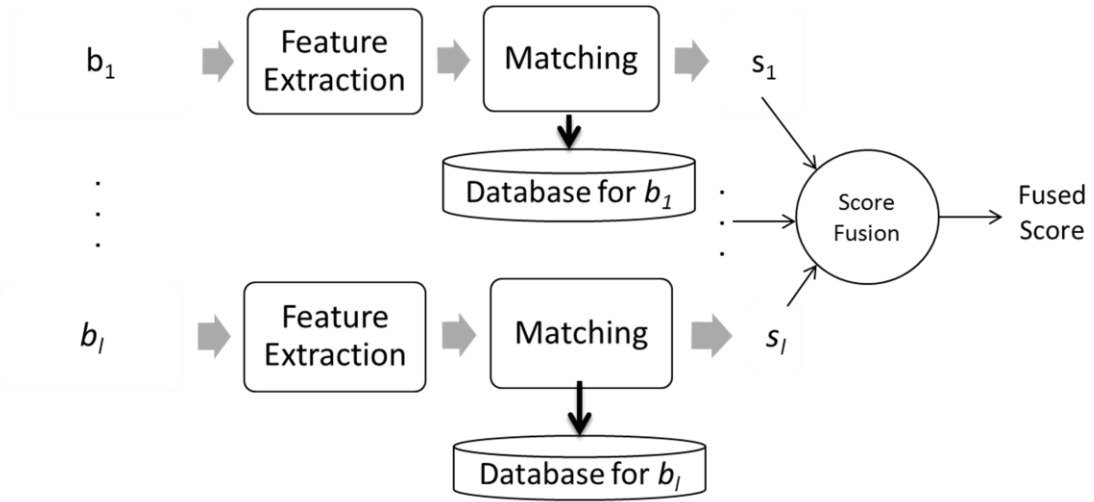 b1
Feature
Extraction
Matching
s1
Database for b1
Score
Fusion
Fused
Score
bl
Feature
Extraction
Matching
sl
Database for bl